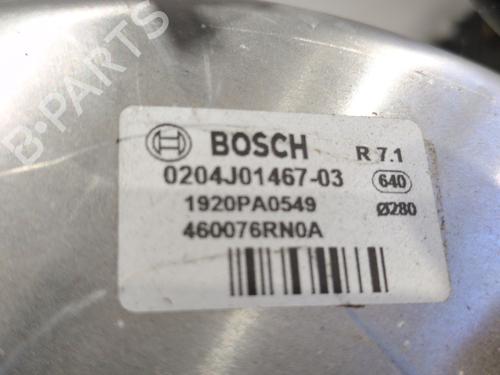 B-PARTS
BOSCH R 7.1
0204J01467-03 640
1920PA0549 Ø280
460076RN0A